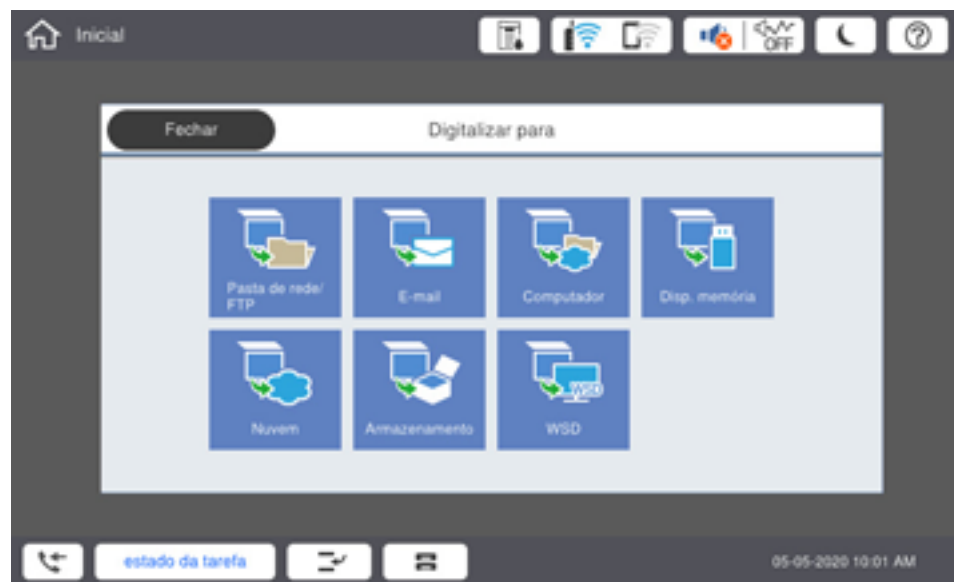 Inicial
OFF
Fechar
Digitalizar para
Pasta de rede/
FTP
E-mail
Computador
Disp. memória
WSD
Nuvem
Armazenamento
WSD
estado da tarefa
05-05-2020 10:01 AM